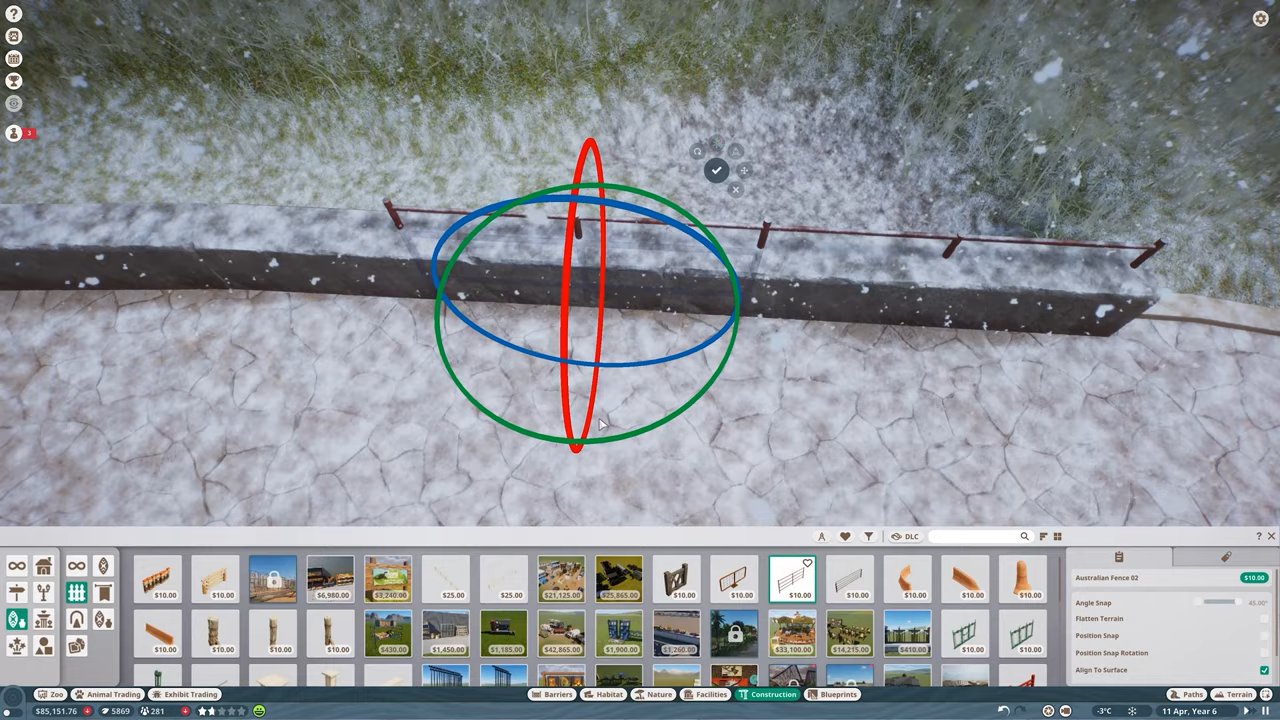 ?
3
DLC
? ×
$10.00 $10.00 $6,980.00 $3,240.00 $25.00 $25.00 $21,125.00 $25,865.00 $10.00 $10.00 $10.00 $10.00 $10.00 $10.00 $10.00
$10.00 $10.00 $10.00 $10.00 $430.00 $1,450.00 $1,185.00 $42,865.00 $1,900.00 $1,260.00 $33,100.00 $14,215.00 $410.00 $10.00 $10.00
Australian Fence 02 $10.00
Angle Snap 45.00°
Flatten Terrain
Position Snap
Position Snap Rotation
Align To Surface
Zoo Animal Trading Exhibit Trading Barriers Habitat Nature Facilities Construction Blueprints Paths Terrain
$85,151.76 5869 281 -3°C 11 Apr, Year 6